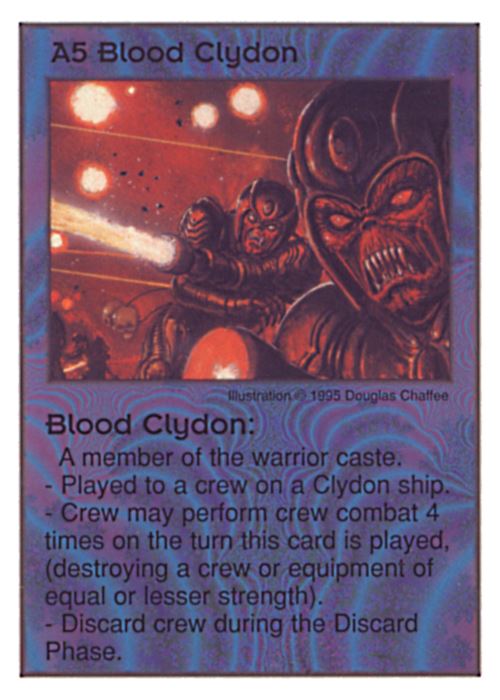 A5 Blood Clydon
Illustration © 1995 Douglas Chaffee
Blood Clydon:
A member of the warrior caste.
- Played to a crew on a Clydon ship.
- Crew may perform crew combat 4
times on the turn this card is played,
(destroying a crew or equipment of
equal or lesser strength).
- Discard crew during the Discard
Phase.